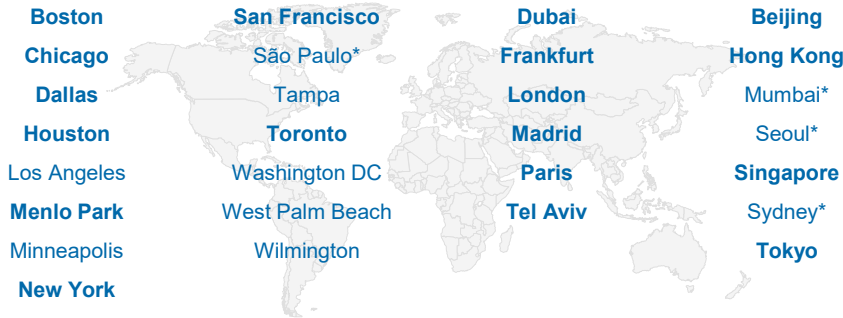 Boston
Chicago
Dallas
Houston
Los Angeles
Menlo Park
Minneapolis
New York
San Francisco
São Paulo*
Tampa
Toronto
Washington DC
West Palm Beach
Wilmington
Dubai
Frankfurt
London
Madrid
Paris
Tel Aviv
Beijing
Hong Kong
Mumbai*
Seoul*
Singapore
Sydney*
Tokyo